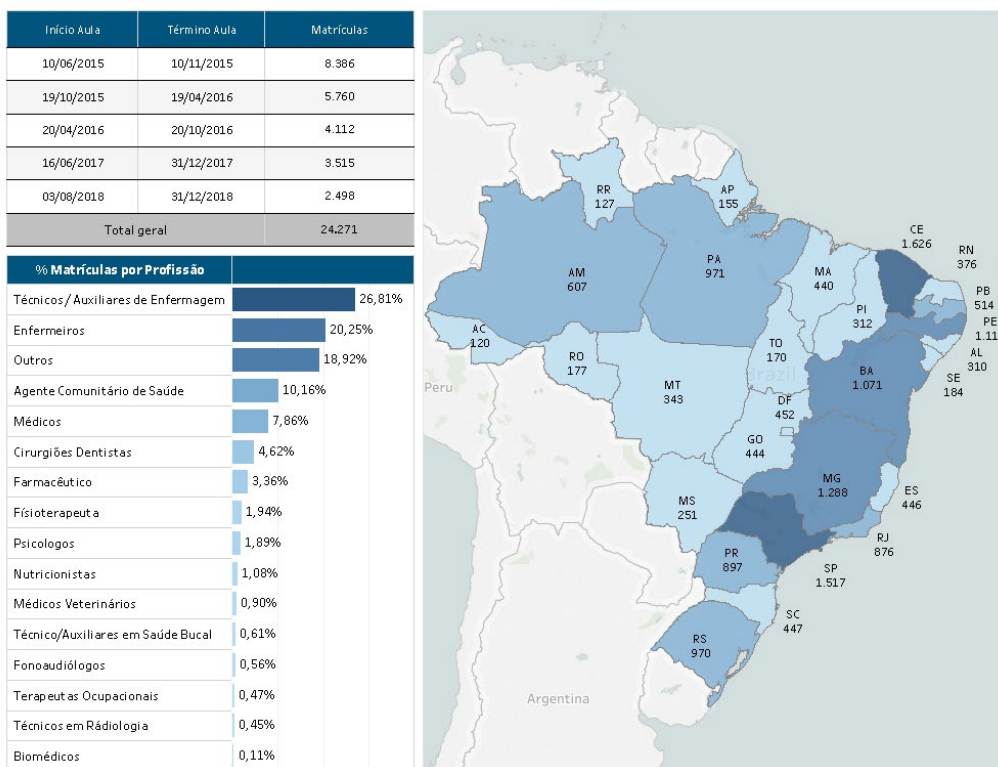 Início Aula Término Aula Matrículas
10/06/2015 10/11/2015 8.386
19/10/2015 19/04/2016 5.760
20/04/2016 20/10/2016 4.112
16/06/2017 31/12/2017 3.515
03/08/2018 31/12/2018 2.498
Total geral 24.271
% Matrículas por Profissão
Técnicos / Auxiliares de Enfermagem 26,81%
Enfermeiros 20,25%
Outros 18,92%
Agente Comunitário de Saúde 10,16%
Médicos 7,86%
Cirurgiões Dentistas 4,62%
Farmacêutico 3,36%
Físioterapeuta 1,94%
Psicologos 1,89%
Nutricionistas 1,08%
Médicos Veterinários 0,90%
Técnico/Auxiliares em Saúde Bucal 0,61%
Fonoaudiólogos 0,56%
Terapeutas Ocupacionais 0,47%
Técnicos em Rádiologia 0,45%
Biomédicos 0,11%
RR
127
AP
155
AM
607
PA
971
MA
440
CE
1.626
RN
376
PB
514
PE
1.11
PI
312
AL
310
SE
184
AC
120
RO
177
TO
170
BA
1.071
MT
343
Brazil
DF
452
GO
444
Peru
MG
1.288
ES
446
MS
251
RJ
876
SP
1.517
PR
897
SC
447
RS
970
Argentina